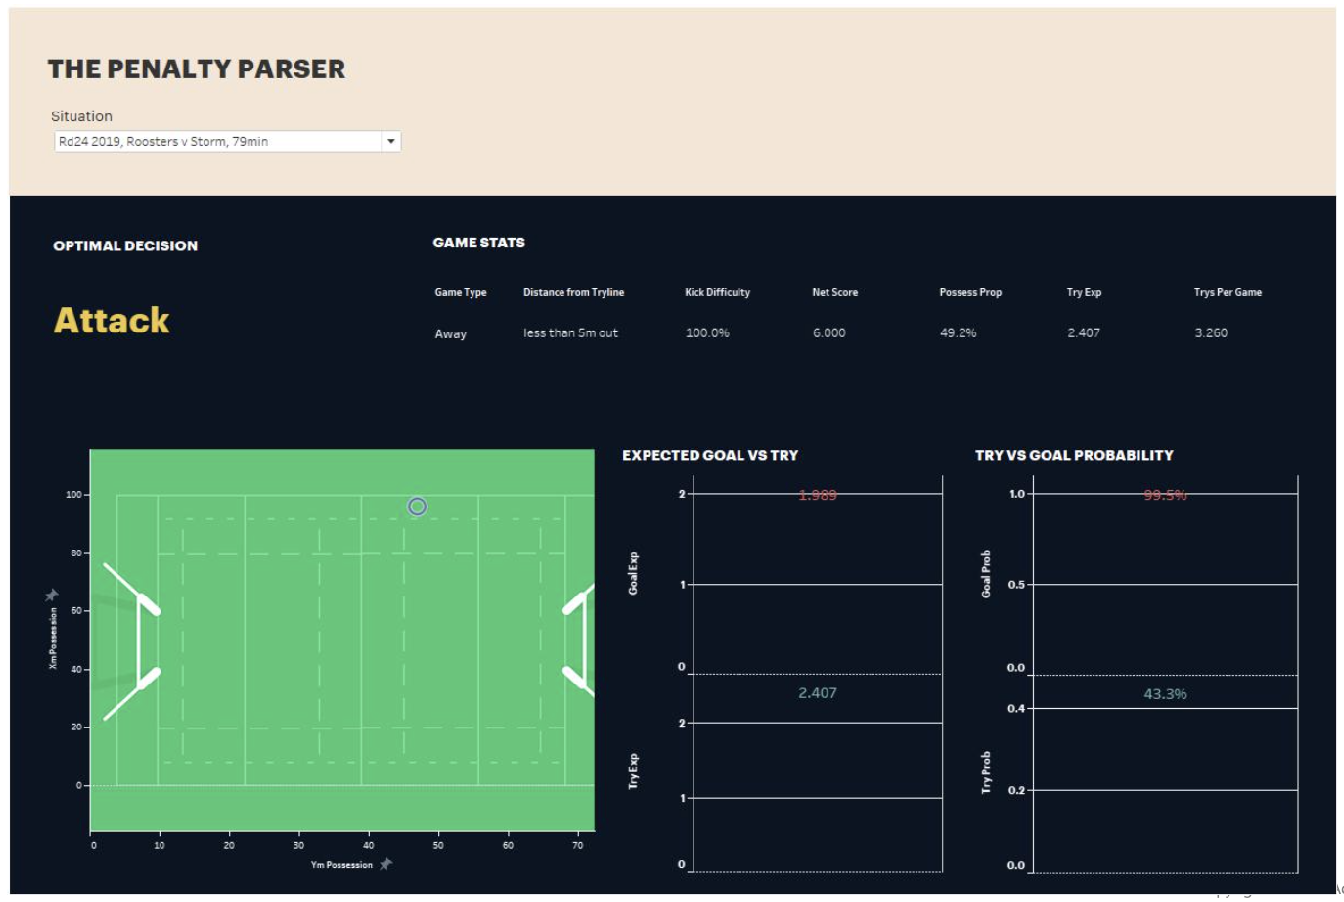 THE PENALTY PARSER
Situation
Rd24 2019, Roosters v Storm, 79min
OPTIMAL DECISION
Attack
GAME STATS
Game Type Distance from Tryline Kick Difficulty Net Score Possess Prop Try Exp Trys Per Game
Away less than 5m out 100.0% 6.000 49.2% 2.407 3.260
Xm Possession
100
80
60
40
20
0
0 10 20 30 40 50 60 70
Ym Possession
EXPECTED GOAL VS TRY
Goal Exp
2
1.989
1
0
Try Exp
2.407
2
1
0
TRY VS GOAL PROBABILITY
Goal Prob
1.0
99.5%
0.5
0.0
Try Prob
43.3%
0.4
0.2
0.0